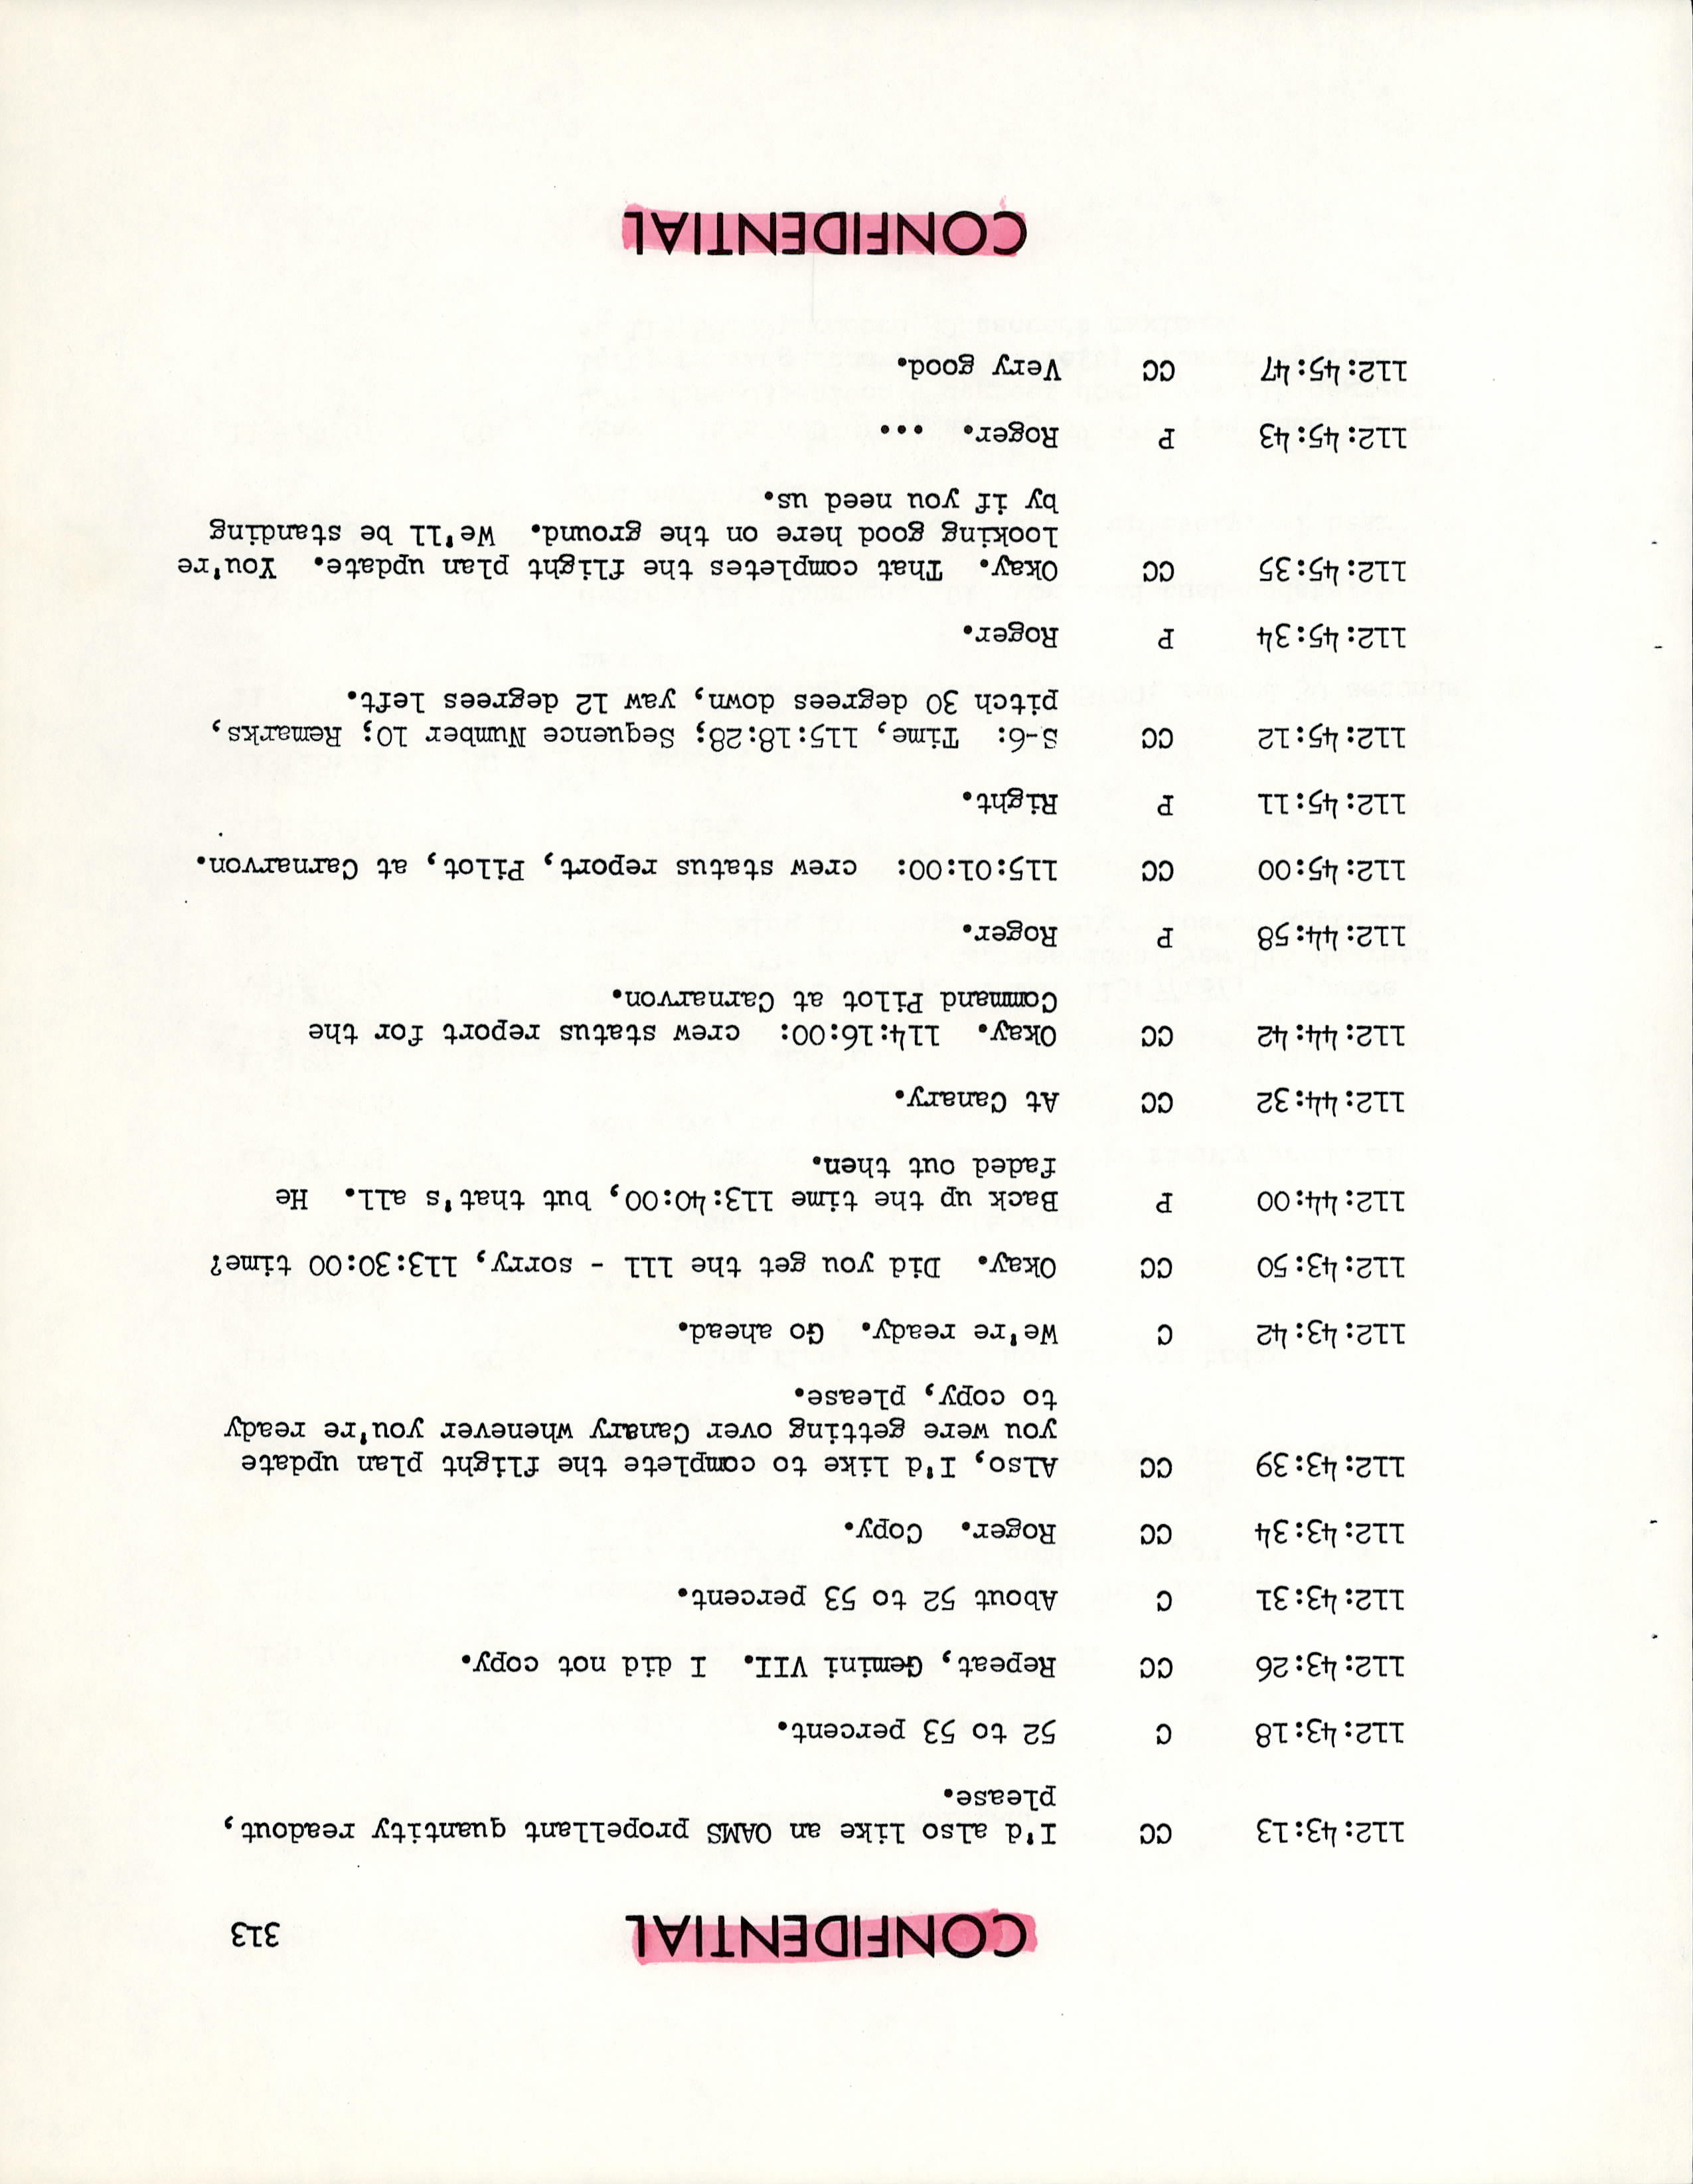 CONFIDENTIAL 313
112:43:13 CC I'd also like an OAMS propellant quantity readout,
please.
112:43:18 C 52 to 53 percent.
112:43:26 CC Repeat, Gemini VII. I did not copy.
112:43:31 C About 52 to 53 percent.
112:43:34 CC Roger. Copy.
112:43:39 CC Also, I'd like to complete the flight plan update
you were getting over Canary whenever you're ready
to copy, please.
112:43:42 C We're ready. Go ahead.
112:43:50 CC Okay. Did you get the 111 - sorry, 113:30:00 time?
112:44:00 P Back up the time 113:40:00, but that's all. He
faded out then.
112:44:32 CC At Canary.
112:44:42 CC Okay. 114:16:00: crew status report for the
Command Pilot at Carnarvon.
112:44:58 P Roger.
112:45:00 CC 115:01:00: crew status report, Pilot, at Carnarvon.
112:45:11 P Right.
112:45:12 CC S-6: Time, 115:18:28; Sequence Number 10; Remarks,
pitch 30 degrees down, yaw 12 degrees left.
112:45:34 P Roger.
112:45:35 CC Okay. That completes the flight plan update. You're
looking good here on the ground. We'll be standing
by if you need us.
112:45:43 P Roger. ...
112:45:47 CC Very good.
CONFIDENTIAL